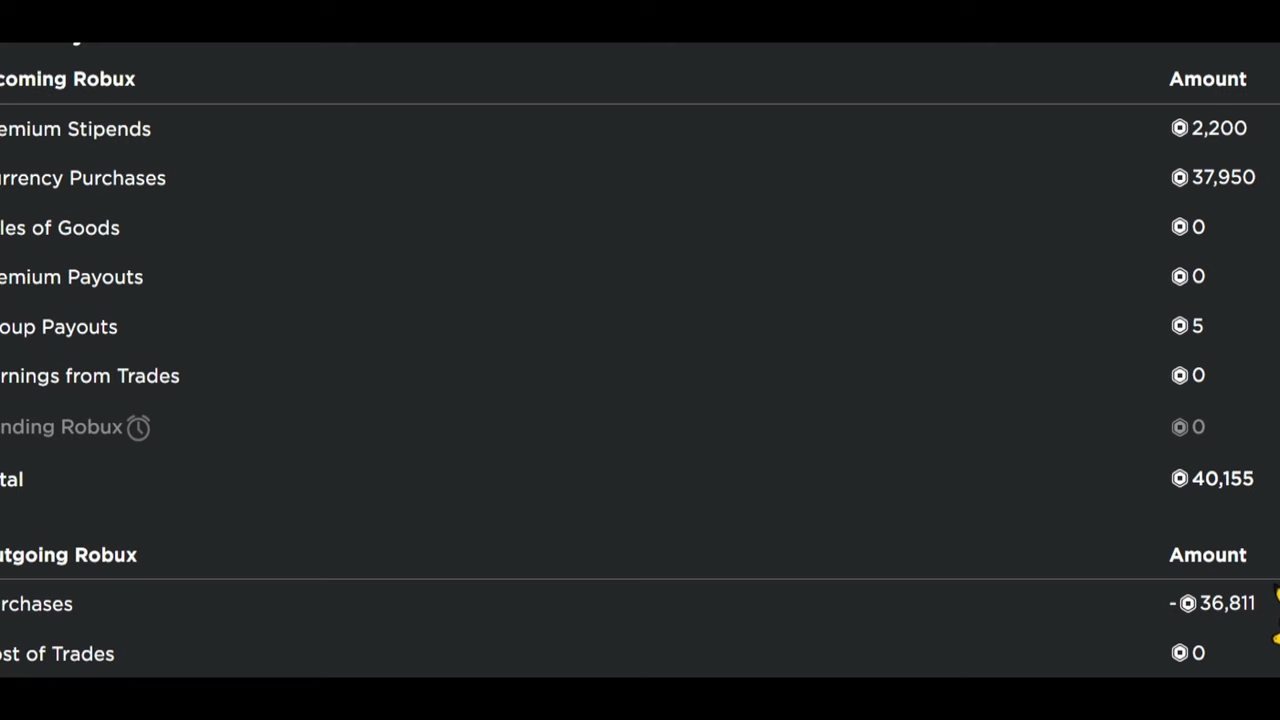 coming Robux Amount
emium Stipends 2,200
rrency Purchases 37,950
les of Goods 0
emium Payouts 0
oup Payouts 5
rnings from Trades 0
nding Robux 0
tal 40,155
utgoing Robux Amount
rchases -36,811
ost of Trades 0